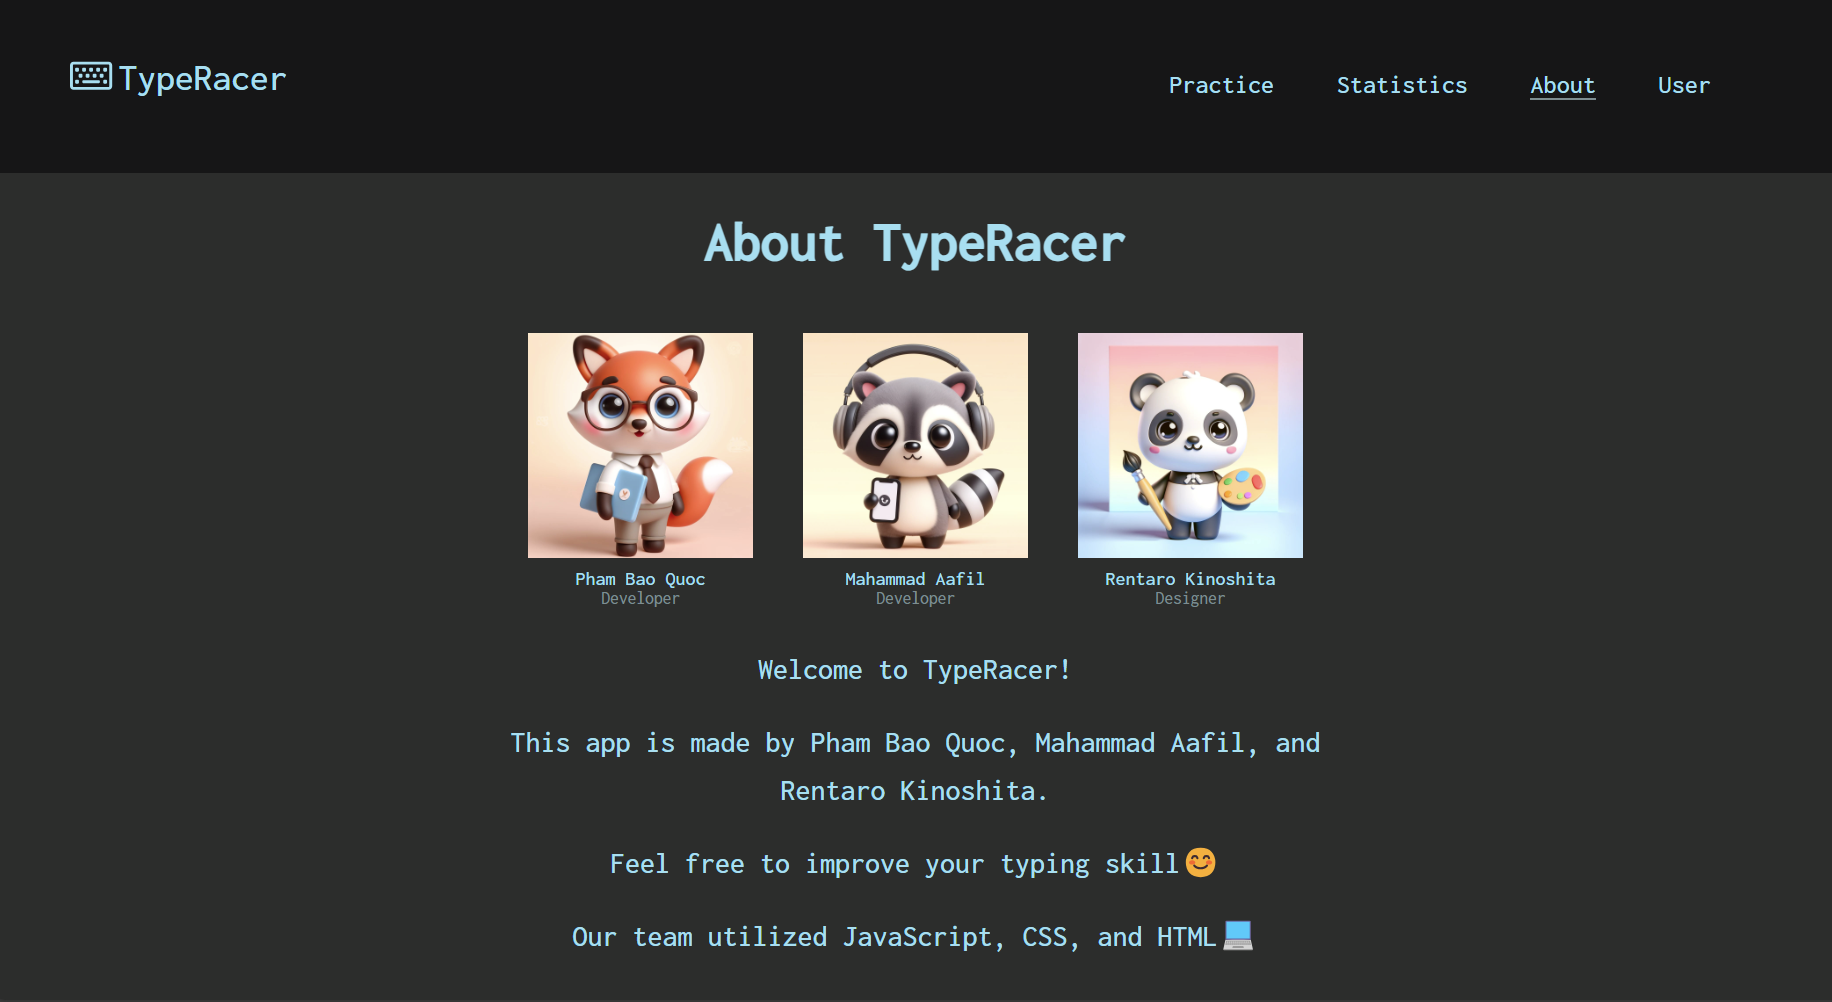 TypeRacer
Practice Statistics About User
About TypeRacer
Pham Bao Quoc
Developer
Mahammad Aafil
Developer
Rentaro Kinoshita
Designer
Welcome to TypeRacer!
This app is made by Pham Bao Quoc, Mahammad Aafil, and
Rentaro Kinoshita.
Feel free to improve your typing skill😊
Our team utilized JavaScript, CSS, and HTML💻